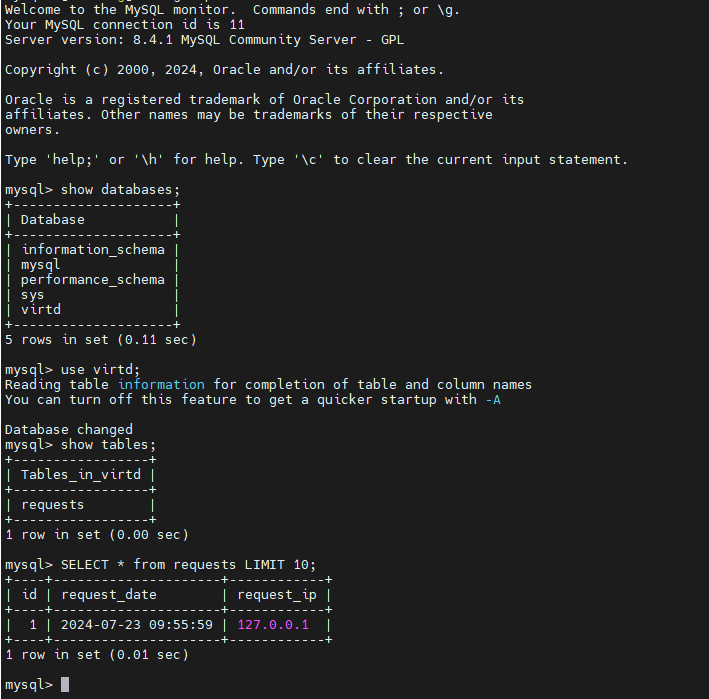 Welcome to the MySQL monitor.  Commands end with ; or \g.
Your MySQL connection id is 11
Server version: 8.4.1 MySQL Community Server - GPL

Copyright (c) 2000, 2024, Oracle and/or its affiliates.

Oracle is a registered trademark of Oracle Corporation and/or its
affiliates. Other names may be trademarks of their respective
owners.

Type 'help;' or '\h' for help. Type '\c' to clear the current input statement.

mysql> show databases;
+--------------------+
| Database           |
+--------------------+
| information_schema |
| mysql              |
| performance_schema |
| sys                |
| virtd              |
+--------------------+
5 rows in set (0.11 sec)

mysql> use virtd;
Reading table information for completion of table and column names
You can turn off this feature to get a quicker startup with -A

Database changed
mysql> show tables;
+-----------------+
| Tables_in_virtd |
+-----------------+
| requests        |
+-----------------+
1 row in set (0.00 sec)

mysql> SELECT * from requests LIMIT 10;
+----+---------------------+------------+
| id | request_date        | request_ip |
+----+---------------------+------------+
|  1 | 2024-07-23 09:55:59 | 127.0.0.1  |
+----+---------------------+------------+
1 row in set (0.01 sec)

mysql>